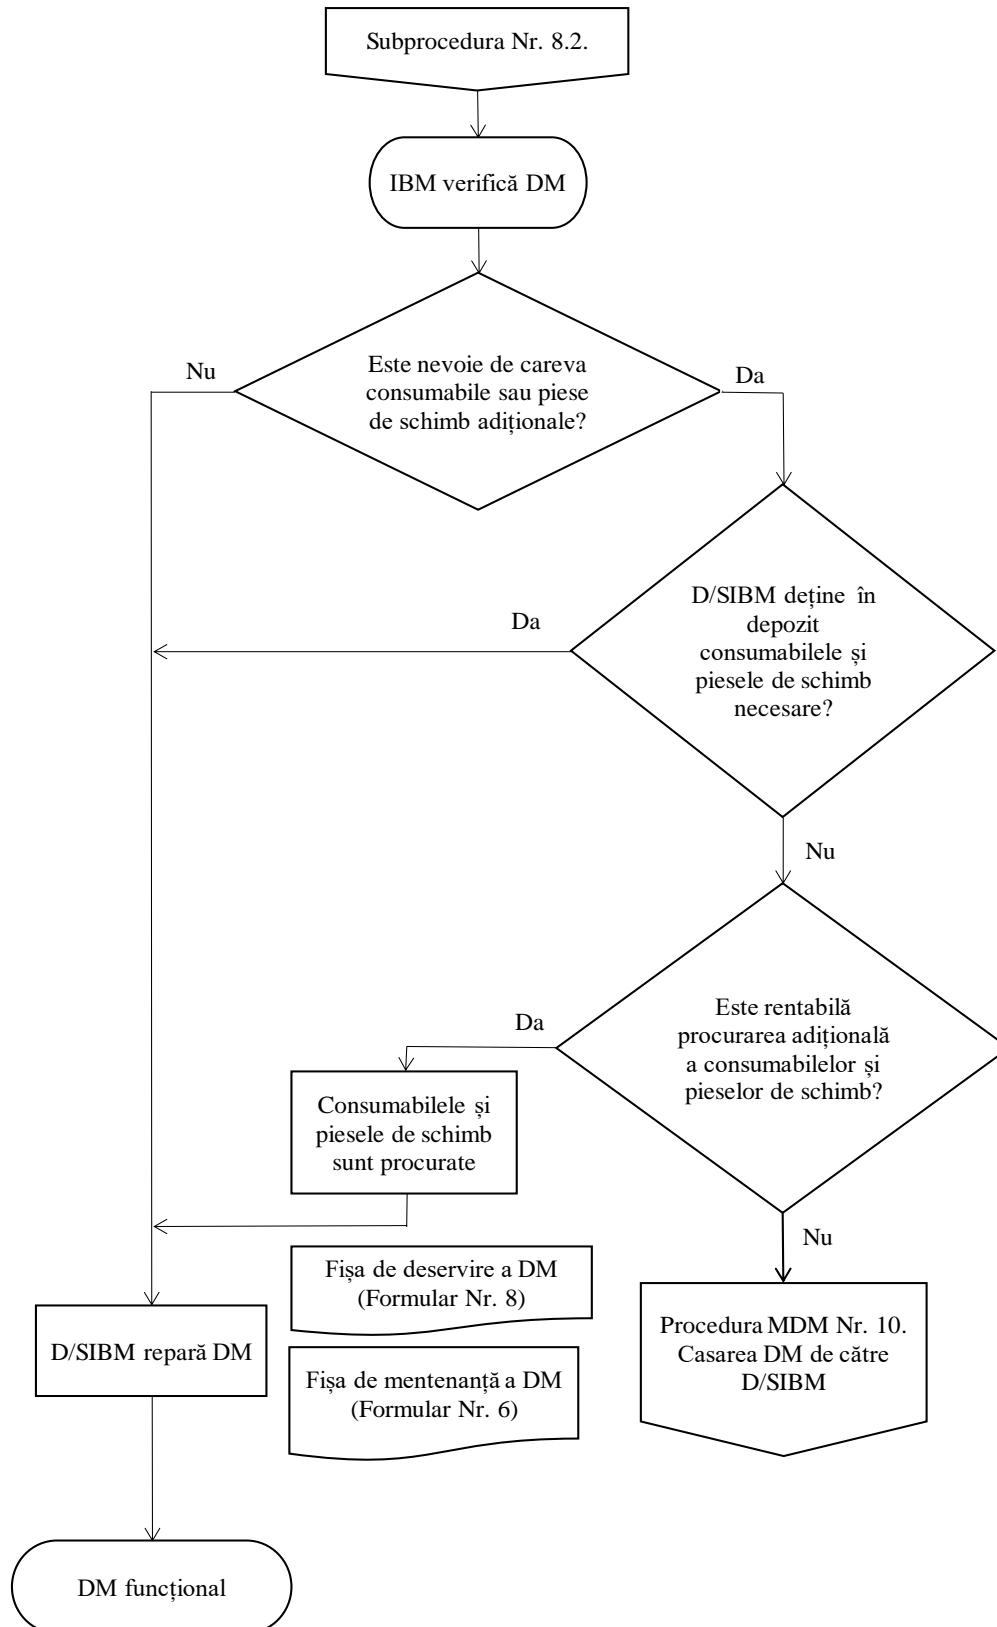 Subprocedura Nr. 8.2.
IBM verifică DM
Nu
Este nevoie de careva
consumabile sau piese
de schimb adiționale?
Da
D/SIBM deține în
depozit
consumabilele și
piesele de schimb
necesare?
Da
Nu
Este rentabilă
procurarea adițională
a consumabilelor și
pieselor de schimb?
Da
Consumabilele și
piesele de schimb
sunt procurate
Nu
Fișa de deservire a DM
(Formular Nr. 8)
Procedura MDM Nr. 10.
Casarea DM de către
D/SIBM
D/SIBM repară DM
Fișa de mentenanță a DM
(Formular Nr. 6)
DM funcțional